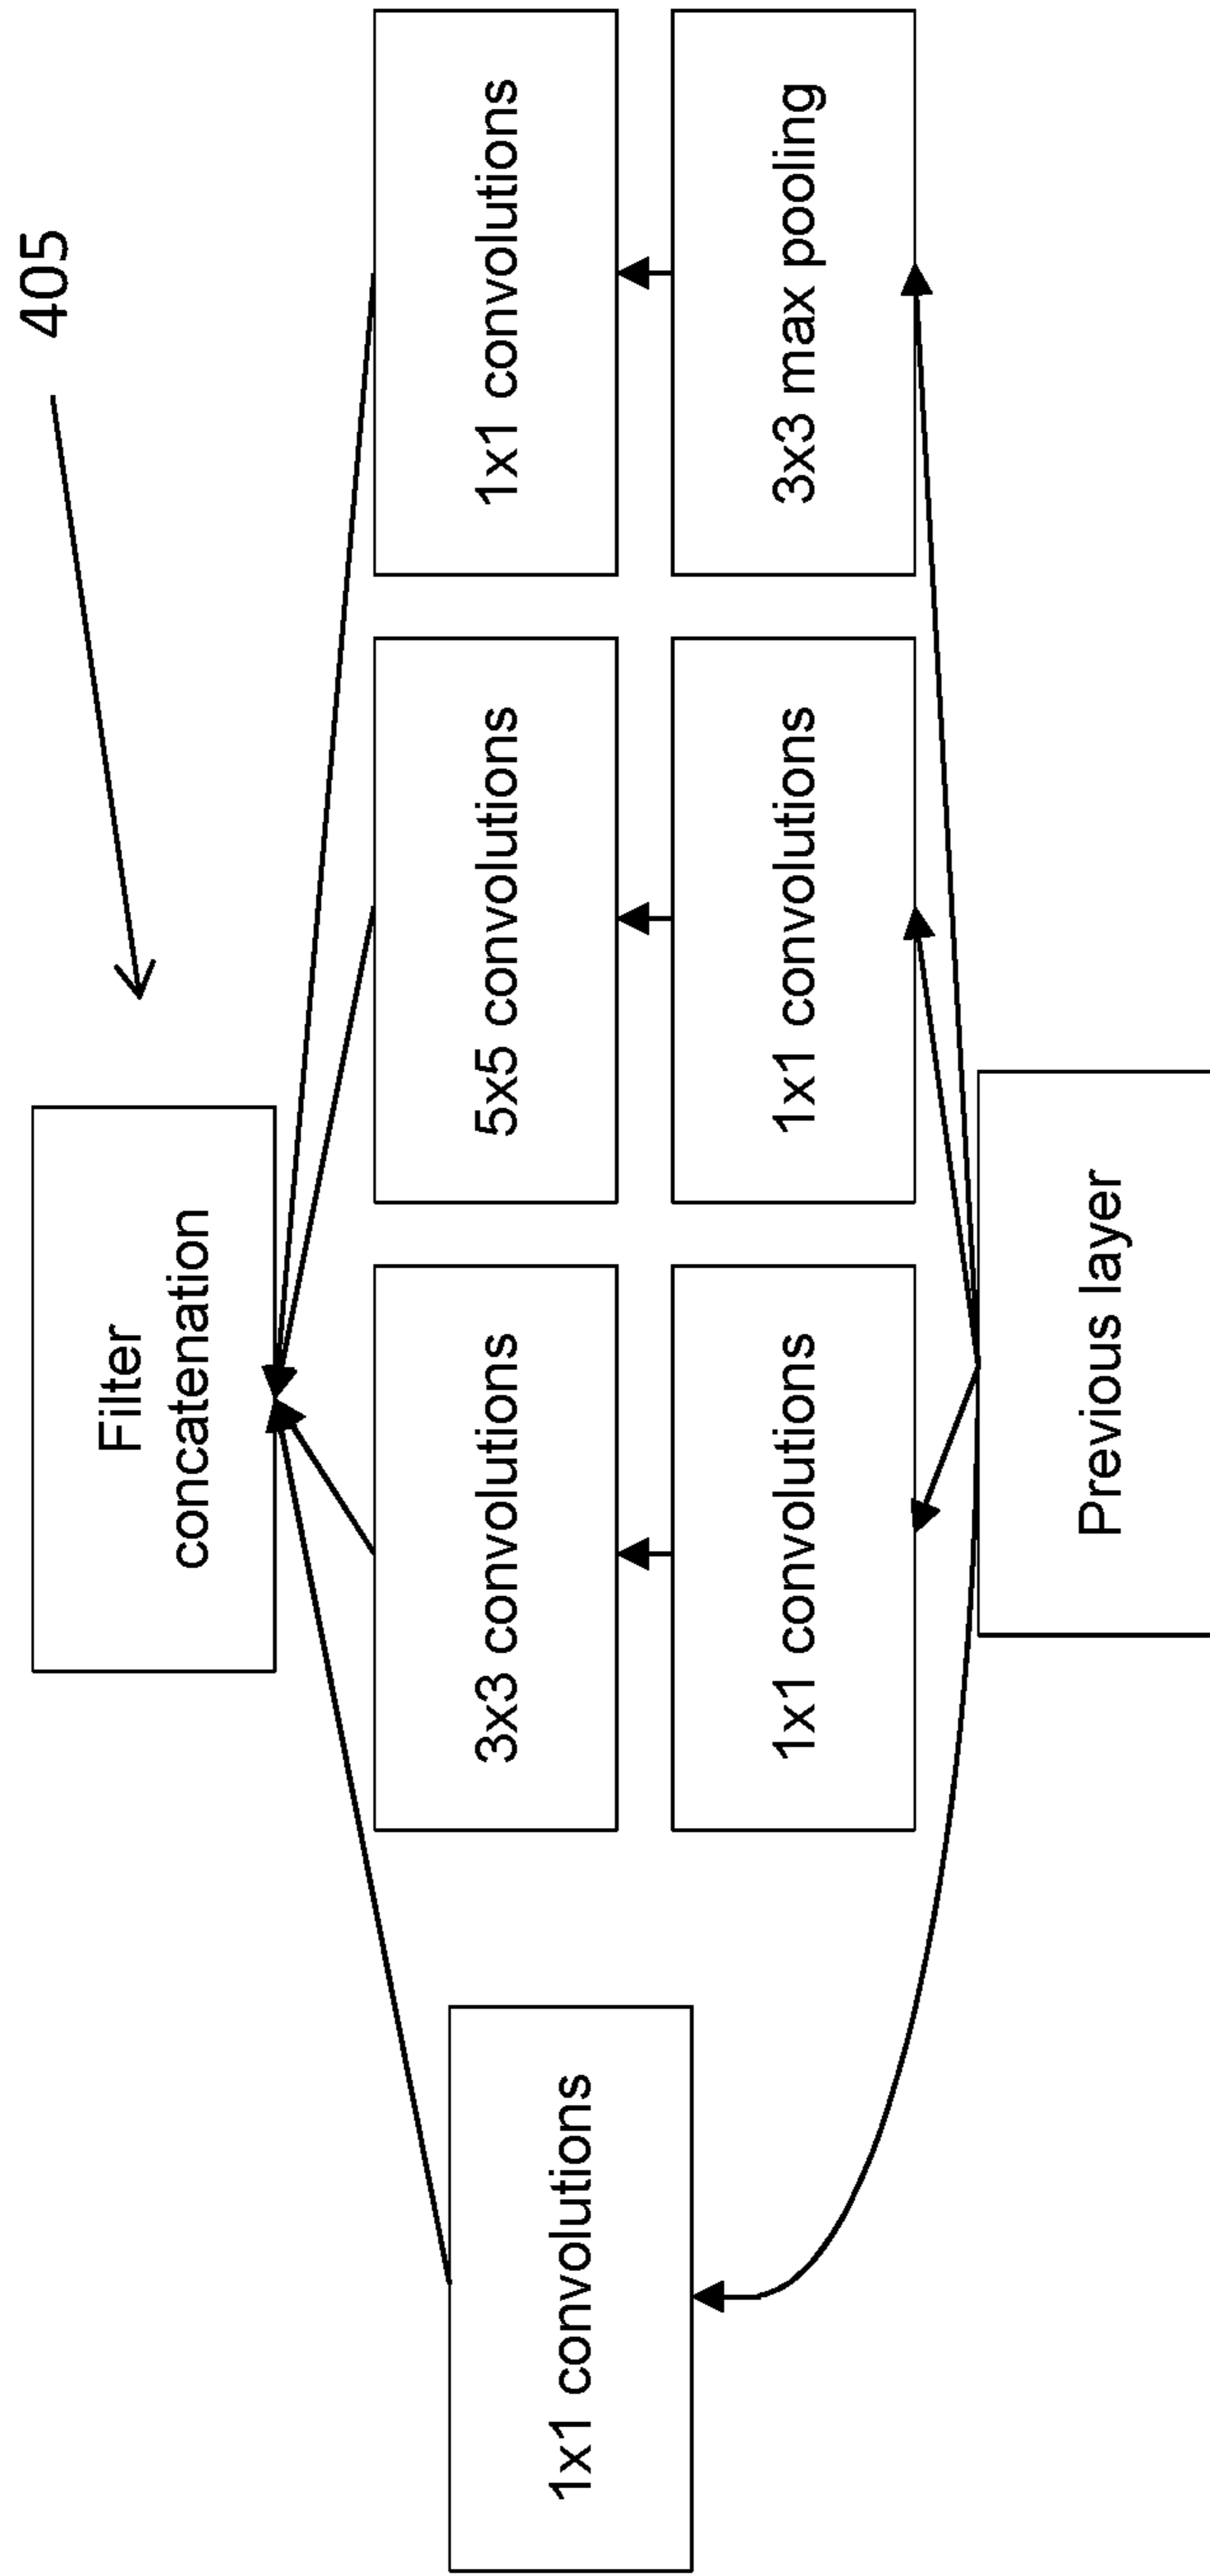 405
Filter
concatenation
1x1 convolutions
3x3 convolutions
5x5 convolutions
1x1 convolutions
1x1 convolutions
1x1 convolutions
3x3 max pooling
Previous layer